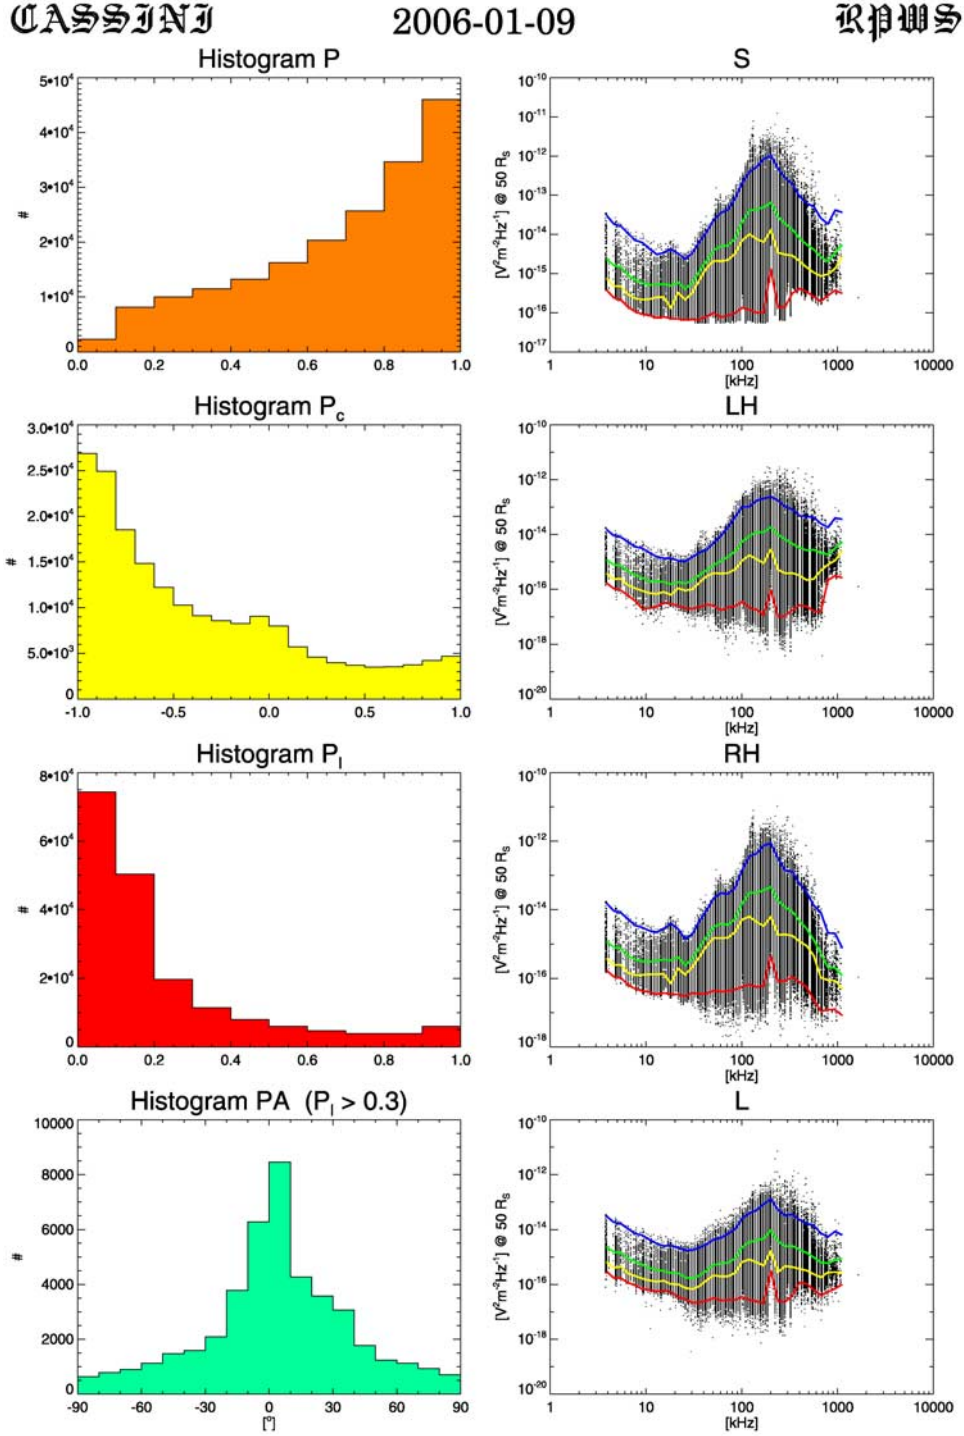 CASSINI 2006-01-09 RPWS
Histogram P
5•10⁴
4•10⁴
3•10⁴
2•10⁴
1•10⁴
0
#
0.0 0.2 0.4 0.6 0.8 1.0
S
10⁻¹⁰
10⁻¹¹
10⁻¹²
10⁻¹³
10⁻¹⁴
10⁻¹⁵
10⁻¹⁶
10⁻¹⁷
[V²m⁻²Hz⁻¹] @ 50 Rₛ
1 10 100 1000 10000
[kHz]
Histogram P꜀
3.0•10⁴
2.5•10⁴
2.0•10⁴
1.5•10⁴
1.0•10⁴
5.0•10³
0
#
-1.0 -0.5 0.0 0.5 1.0
LH
10⁻¹⁰
10⁻¹²
10⁻¹⁴
10⁻¹⁶
10⁻¹⁸
10⁻²⁰
[V²m⁻²Hz⁻¹] @ 50 Rₛ
1 10 100 1000 10000
[kHz]
Histogram Pₗ
8•10⁴
6•10⁴
4•10⁴
2•10⁴
0
#
0.0 0.2 0.4 0.6 0.8 1.0
RH
10⁻¹⁰
10⁻¹²
10⁻¹⁴
10⁻¹⁶
10⁻¹⁸
[V²m⁻²Hz⁻¹] @ 50 Rₛ
1 10 100 1000 10000
[kHz]
Histogram PA (Pₗ > 0.3)
10000
8000
6000
4000
2000
0
#
-90 -60 -30 0 30 60 90
[°]
L
10⁻¹⁰
10⁻¹²
10⁻¹⁴
10⁻¹⁶
10⁻¹⁸
10⁻²⁰
[V²m⁻²Hz⁻¹] @ 50 Rₛ
1 10 100 1000 10000
[kHz]